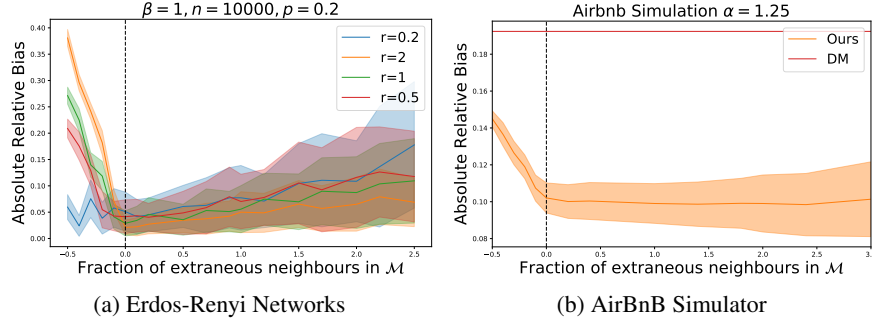 β = 1, n = 10000, p = 0.2
Absolute Relative Bias
0.40
0.35
0.30
0.25
0.20
0.15
0.10
0.05
0.00
r=0.2
r=2
r=1
r=0.5
−0.5 0.0 0.5 1.0 1.5 2.0 2.5
Fraction of extraneous neighbours in ℳ
(a) Erdos-Renyi Networks
Airbnb Simulation α = 1.25
Absolute Relative Bias
0.18
0.16
0.14
0.12
0.10
0.08
Ours
DM
−0.5 0.0 0.5 1.0 1.5 2.0 2.5 3.
Fraction of extraneous neighbours in ℳ
(b) AirBnB Simulator